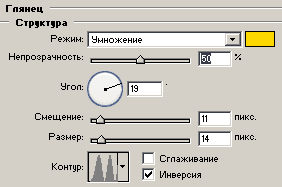 Глянец
Структура
Режим: Умножение
Непрозрачность: 50 %
Угол: 19 °
Смещение: 11 пикс.
Размер: 14 пикс.
Контур: Сглаживание
Инверсия